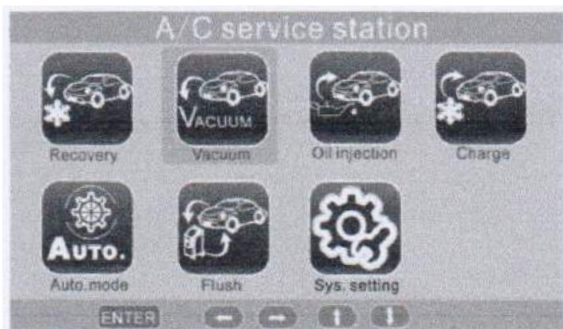 A/C service station
VACUUM
Recovery Vacuum Oil injection Charge
AUTO.
Auto.mode Flush Sys. setting
ENTER